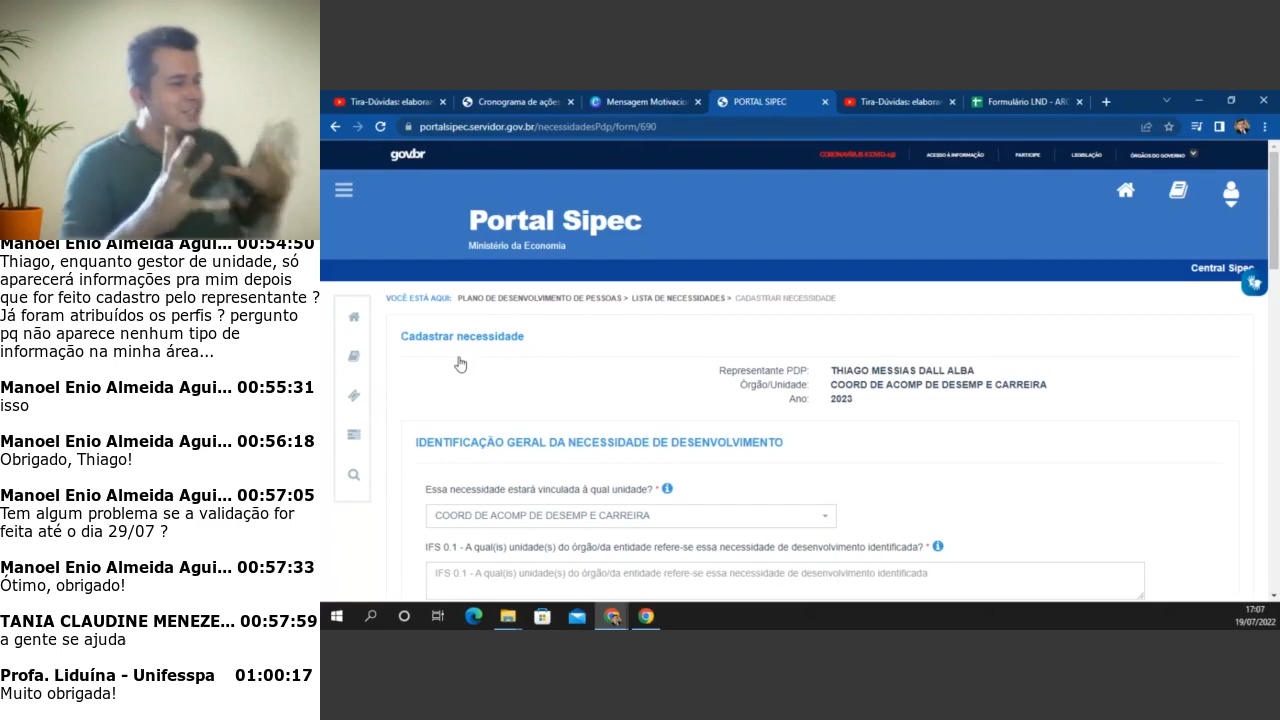 Manoel Enio Almeida Agui... 00:54:50
Thiago, enquanto gestor de unidade, só
aparecerá informações pra mim depois
que for feito cadastro pelo representante ?
Já foram atribuídos os perfis ? pergunto
pq não aparece nenhum tipo de
informação na minha área...
Manoel Enio Almeida Agui... 00:55:31
isso
Manoel Enio Almeida Agui... 00:56:18
Obrigado, Thiago!
Manoel Enio Almeida Agui... 00:57:05
Tem algum problema se a validação for
feita até o dia 29/07 ?
Manoel Enio Almeida Agui... 00:57:33
Ótimo, obrigado!
TANIA CLAUDINE MENEZE... 00:57:59
a gente se ajuda
Profa. Liduína - Unifesspa 01:00:17
Muito obrigada!
Tira-Dúvidas: elabora
Cronograma de açõe
Mensagem Motivacio
PORTAL SIPEC
Tira-Dúvidas: elabora
Formulário LND - AR
portalsipec.servidor.gov.br/necessidadesPdp/form/690
gov.br
CORONAVÍRUS (COVID-19)
ACESSO À INFORMAÇÃO
PARTICIPE
LEGISLAÇÃO
ÓRGÃOS DO GOVERNO
Portal Sipec
Ministério da Economia
Central Sipec
VOCÊ ESTÁ AQUI: PLANO DE DESENVOLVIMENTO DE PESSOAS > LISTA DE NECESSIDADES > CADASTRAR NECESSIDADE
Cadastrar necessidade
Representante PDP: THIAGO MESSIAS DALL ALBA
Órgão/Unidade: COORD DE ACOMP DE DESEMP E CARREIRA
Ano: 2023
IDENTIFICAÇÃO GERAL DA NECESSIDADE DE DESENVOLVIMENTO
Essa necessidade estará vinculada à qual unidade? *
COORD DE ACOMP DE DESEMP E CARREIRA
IFS 0.1 - A qual(is) unidade(s) do órgão/da entidade refere-se essa necessidade de desenvolvimento identificada? *
IFS 0.1 - A qual(is) unidade(s) do órgão/da entidade refere-se essa necessidade de desenvolvimento identificada
17:07
19/07/2022